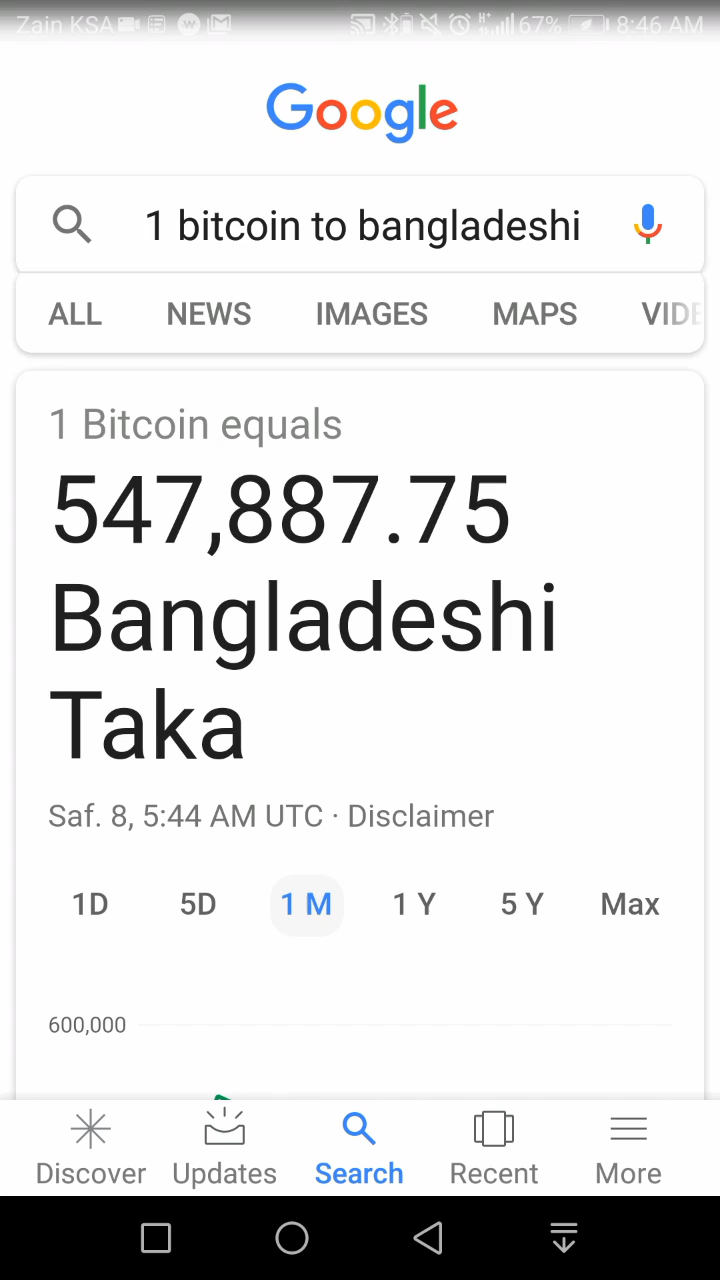 Zain KSA 67% 8:46 AM
Google
1 bitcoin to bangladeshi
ALL NEWS IMAGES MAPS VIDE
1 Bitcoin equals
547,887.75
Bangladeshi
Taka
Saf. 8, 5:44 AM UTC · Disclaimer
1D 5D 1 M 1 Y 5 Y Max
600,000
Discover Updates Search Recent More